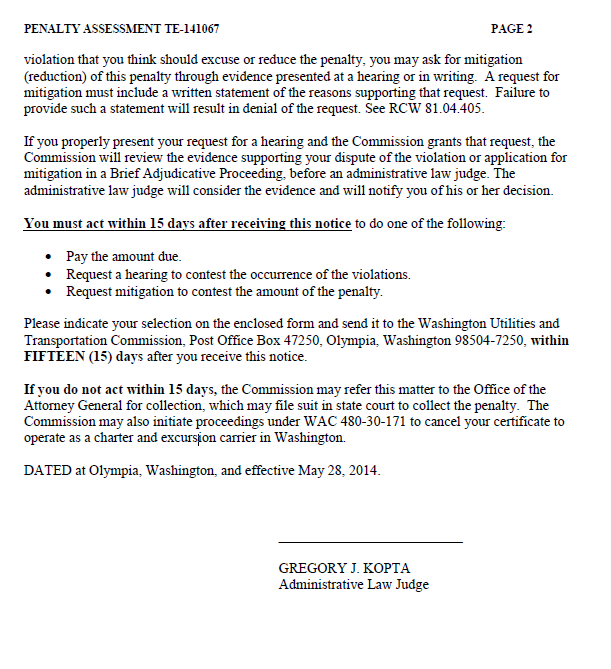 PENALTY ASSESSMENT TE-141067 PAGE 2
violation that you think should excuse or reduce the penalty, you may ask for mitigation
(reduction) of this penalty through evidence presented at a hearing or in writing. A request for
mitigation must include a written statement of the reasons supporting that request. Failure to
provide such a statement will result in denial of the request. See RCW 81.04.405.
If you properly present your request for a hearing and the Commission grants that request, the
Commission will review the evidence supporting your dispute of the violation or application for
mitigation in a Brief Adjudicative Proceeding, before an administrative law judge. The
administrative law judge will consider the evidence and will notify you of his or her decision.
You must act within 15 days after receiving this notice to do one of the following:
• Pay the amount due.
• Request a hearing to contest the occurrence of the violations.
• Request mitigation to contest the amount of the penalty.
Please indicate your selection on the enclosed form and send it to the Washington Utilities and
Transportation Commission, Post Office Box 47250, Olympia, Washington 98504-7250, within
FIFTEEN (15) days after you receive this notice.
If you do not act within 15 days, the Commission may refer this matter to the Office of the
Attorney General for collection, which may file suit in state court to collect the penalty. The
Commission may also initiate proceedings under WAC 480-30-171 to cancel your certificate to
operate as a charter and excursion carrier in Washington.
DATED at Olympia, Washington, and effective May 28, 2014.
GREGORY J. KOPTA
Administrative Law Judge